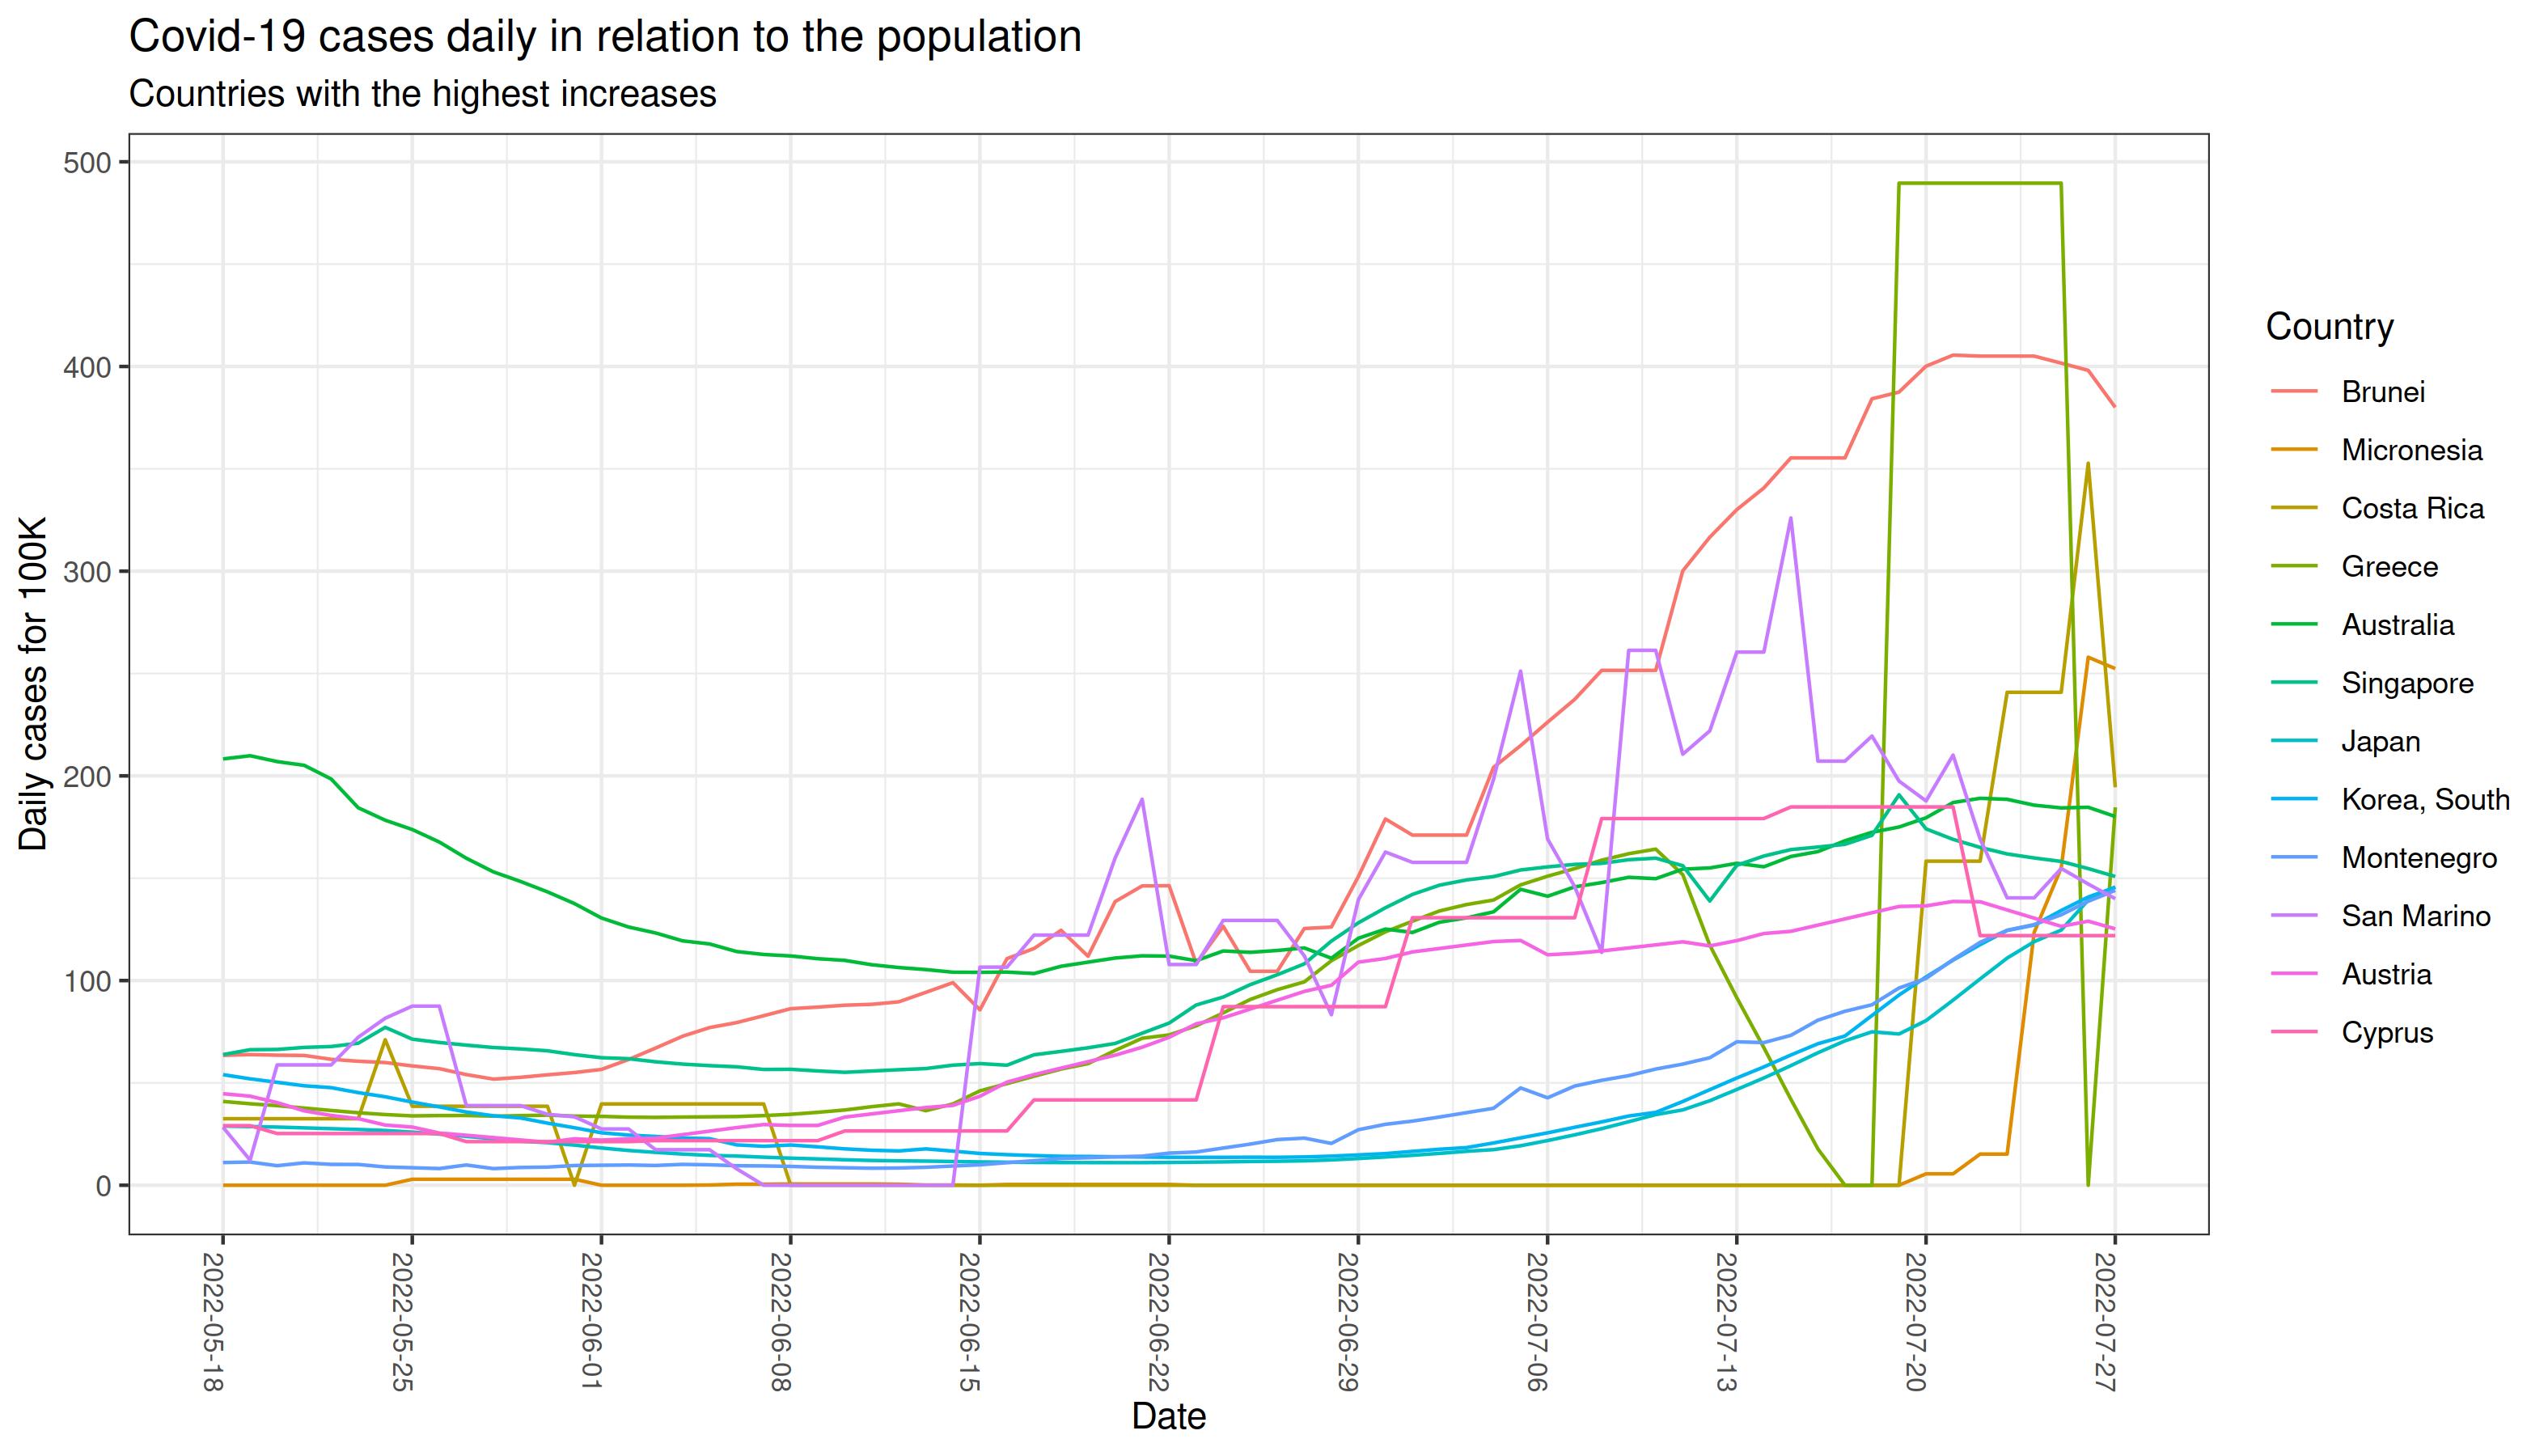 Covid-19 cases daily in relation to the population
Countries with the highest increases
Daily cases for 100K
500
400
300
200
100
0
2022-05-18
2022-05-25
2022-06-01
2022-06-08
2022-06-15
2022-06-22
2022-06-29
2022-07-06
2022-07-13
2022-07-20
2022-07-27
Date
Country
Brunei
Micronesia
Costa Rica
Greece
Australia
Singapore
Japan
Korea, South
Montenegro
San Marino
Austria
Cyprus